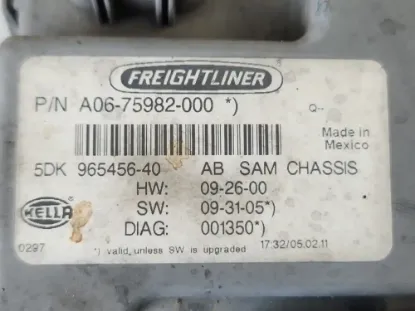 FREIGHTLINER
P/N A06-75982-000 *)
Q--
Made in
Mexico
5DK 965456-40 AB SAM CHASSIS
HW: 09-26-00
HELLA
SW: 09-31-05*)
DIAG: 001350*)
0297
*) valid, unless SW is upgraded 17:32/05.02.11